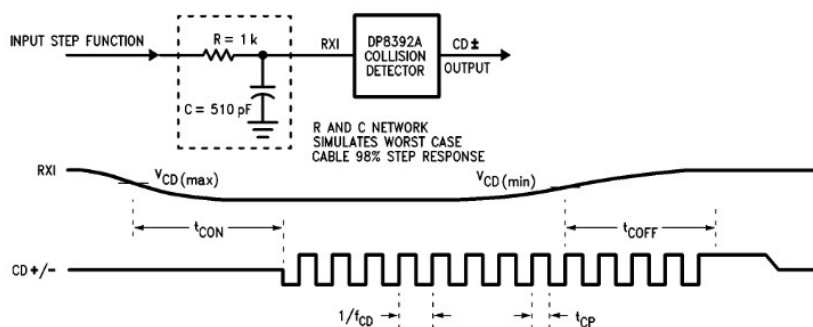 INPUT STEP FUNCTION
R = 1 k
C = 510 pF
RXI
DP8392A
COLLISION
DETECTOR
CD ±
OUTPUT
R AND C NETWORK
SIMULATES WORST CASE
CABLE 98% STEP RESPONSE
RXI
VCD (max)
VCD (min)
tCON
tCOFF
CD +/-
1/fCD
tCP